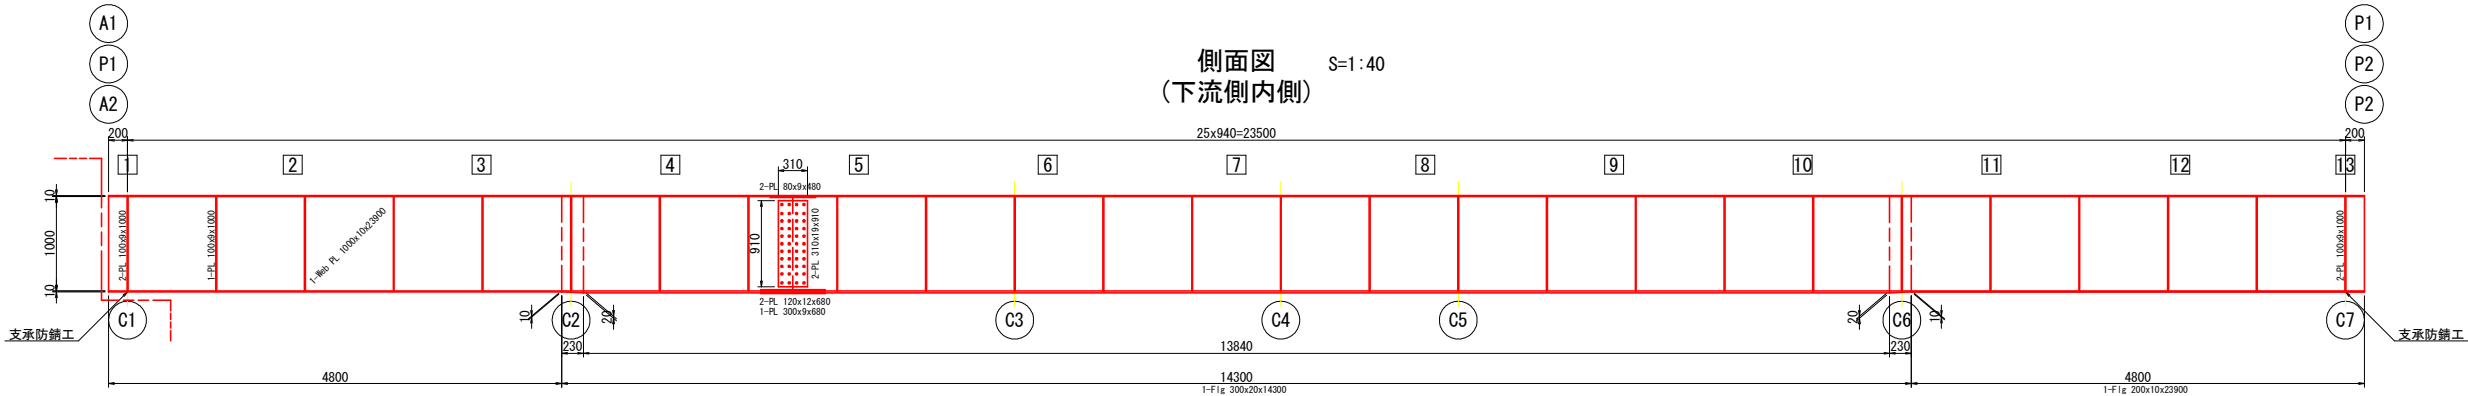 A1
P1
A2
P1
P2
P2
側面図 S=1:40
(下流側内側)
200
25x940=23500
200
1
2
3
4
5
6
7
8
9
10
11
12
13
310
2-PL 80x9x480
10
1000
10
2-PL 100x9x1000
1-PL 100x9x1000
1-Web PL 1000x10x23900
910
2-PL 310x19x910
2-PL 100x9x1000
2-PL 120x12x680
1-PL 300x9x680
支承防錆工
C1
10
C2
20
C3
C4
C5
20
C6
10
C7
支承防錆工
230
13840
230
4800
14300
4800
1-Flg 300x20x14300
1-Flg 200x10x23900